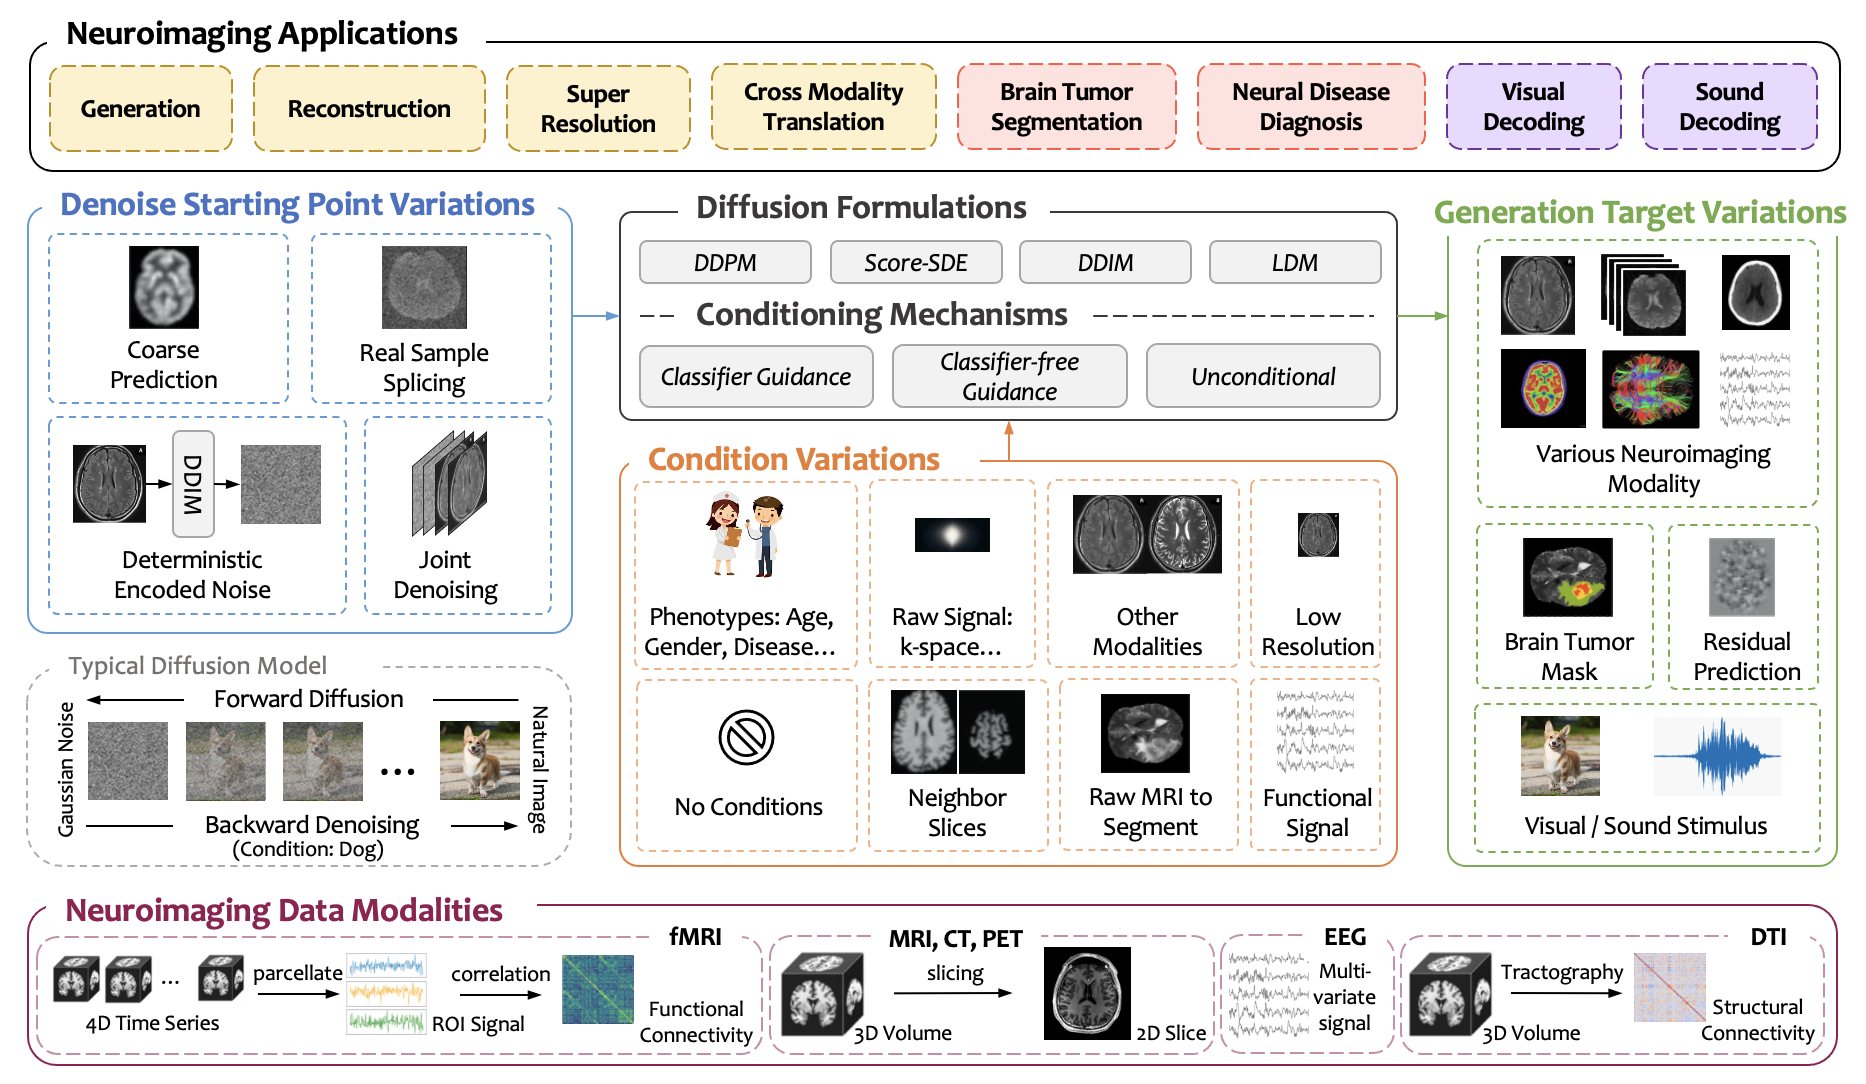 Neuroimaging Applications
Generation
Reconstruction
Super
Resolution
Cross Modality
Translation
Brain Tumor
Segmentation
Neural Disease
Diagnosis
Visual
Decoding
Sound
Decoding
Denoise Starting Point Variations
Coarse
Prediction
Real Sample
Splicing
DDIM
Deterministic
Encoded Noise
Joint
Denoising
Typical Diffusion Model
Forward Diffusion
Gaussian Noise
Natural Image
...
Backward Denoising
(Condition: Dog)
Diffusion Formulations
DDPM
Score-SDE
DDIM
LDM
Conditioning Mechanisms
Classifier Guidance
Classifier-free
Guidance
Unconditional
Condition Variations
Phenotypes: Age,
Gender, Disease...
Raw Signal:
k-space...
Other
Modalities
Low
Resolution
No Conditions
Neighbor
Slices
Raw MRI to
Segment
Functional
Signal
Generation Target Variations
Various Neuroimaging
Modality
Brain Tumor
Mask
Residual
Prediction
Visual / Sound Stimulus
Neuroimaging Data Modalities
fMRI
...
parcellate
correlation
4D Time Series
ROI Signal
Functional
Connectivity
MRI, CT, PET
slicing
3D Volume
2D Slice
EEG
Multi-
variate
signal
DTI
Tractography
3D Volume
Structural
Connectivity